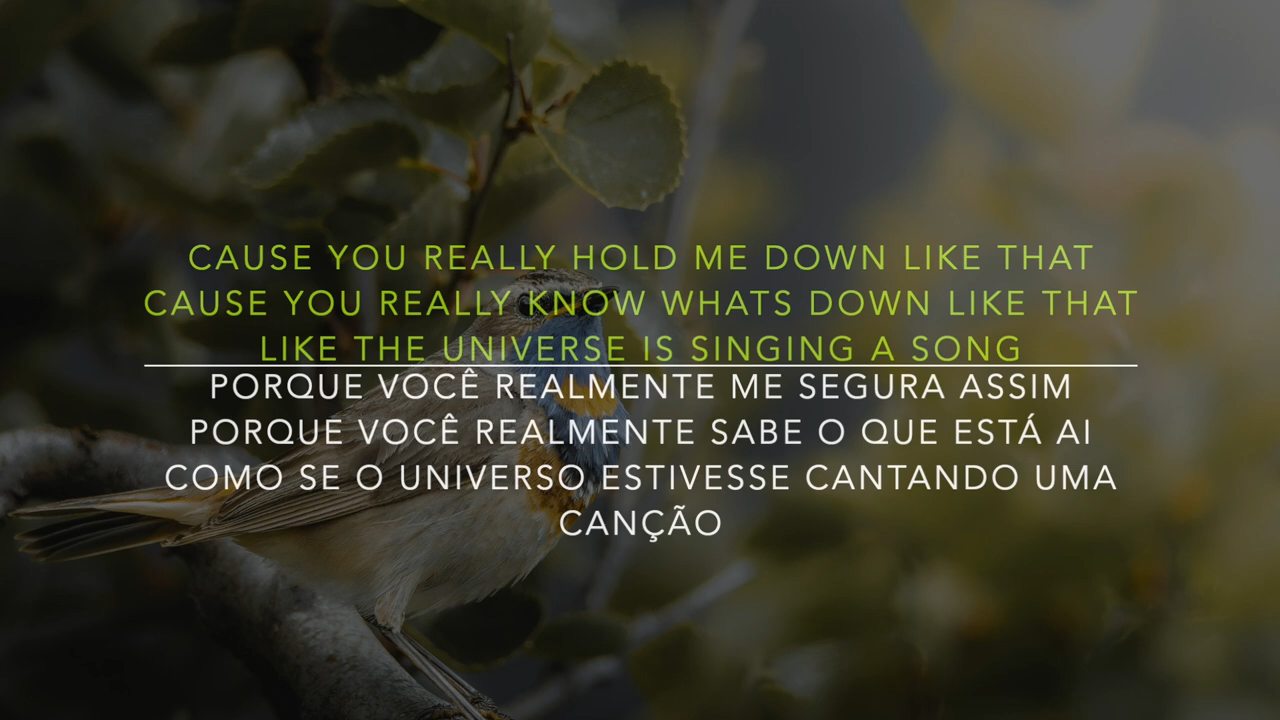 CAUSE YOU REALLY HOLD ME DOWN LIKE THAT
CAUSE YOU REALLY KNOW WHATS DOWN LIKE THAT
LIKE THE UNIVERSE IS SINGING A SONG
PORQUE VOCÊ REALMENTE ME SEGURA ASSIM
PORQUE VOCÊ REALMENTE SABE O QUE ESTÁ AI
COMO SE O UNIVERSO ESTIVESSE CANTANDO UMA
CANÇÃO